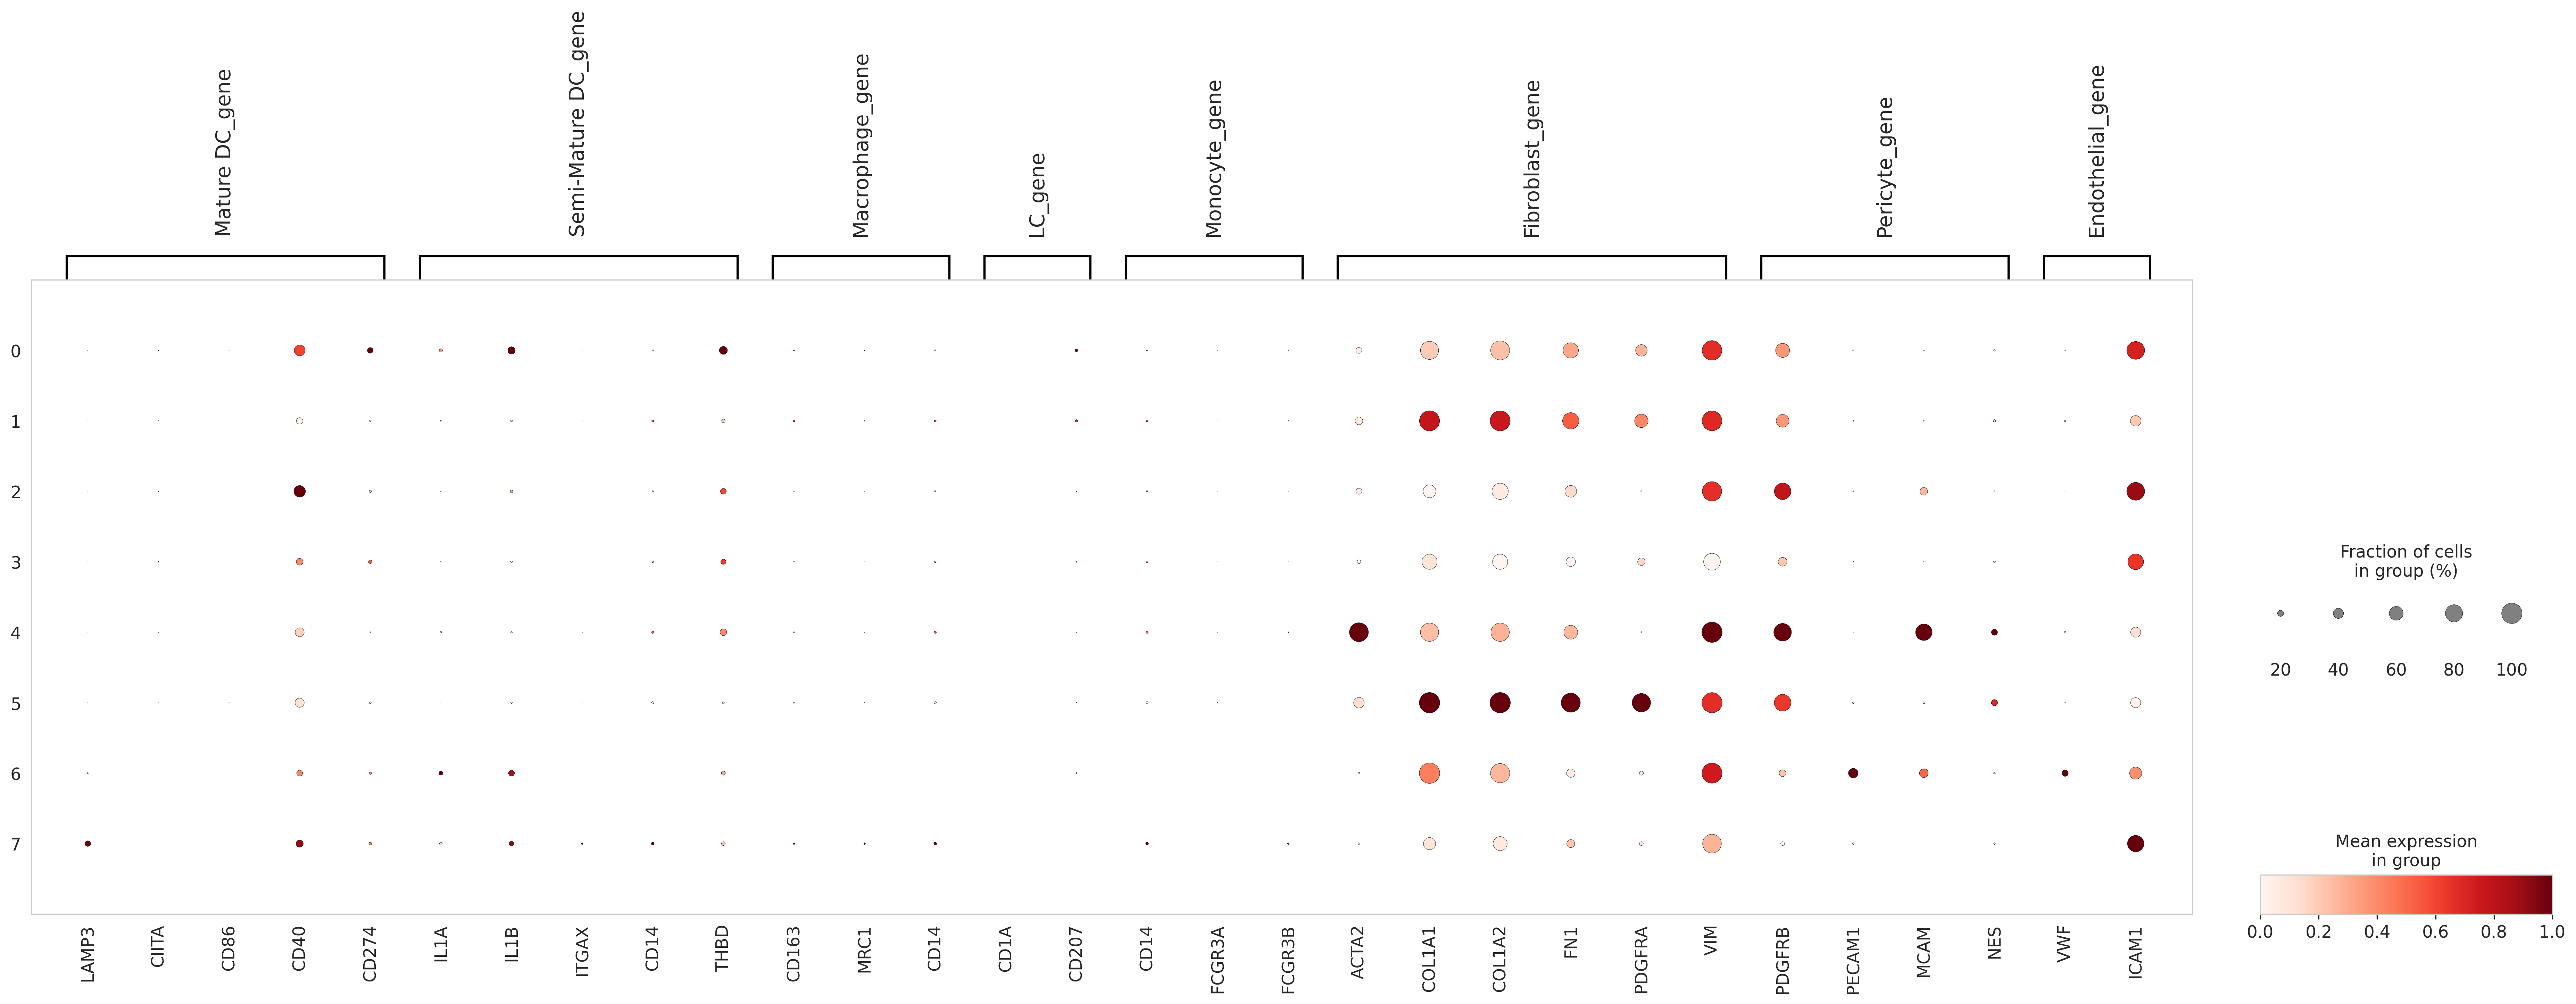 Mature DC_gene
Semi-Mature DC_gene
Macrophage_gene
LC_gene
Monocyte_gene
Fibroblast_gene
Pericyte_gene
Endothelial_gene
0
1
2
3
4
5
6
7
LAMP3
CIITA
CD86
CD40
CD274
IL1A
IL1B
ITGAX
CD14
THBD
CD163
MRC1
CD14
CD1A
CD207
CD14
FCGR3A
FCGR3B
ACTA2
COL1A1
COL1A2
FN1
PDGFRA
VIM
PDGFRB
PECAM1
MCAM
NES
VWF
ICAM1
Fraction of cells
in group (%)
20 40 60 80 100
Mean expression
in group
0.0 0.2 0.4 0.6 0.8 1.0